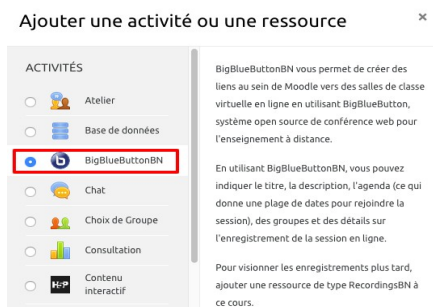 Ajouter une activité ou une ressource ×
ACTIVITÉS
Atelier
Base de données
BigBlueButtonBN
Chat
Choix de Groupe
Consultation
H-P
Contenu
interactif
BigBlueButtonBN vous permet de créer des
liens au sein de Moodle vers des salles de classe
virtuelle en ligne en utilisant BigBlueButton,
système open source de conférence web pour
l'enseignement à distance.
En utilisant BigBlueButtonBN, vous pouvez
indiquer le titre, la description, l'agenda (ce qui
donne une plage de dates pour rejoindre la
session), des groupes et des détails sur
l'enregistrement de la session en ligne.
Pour visionner les enregistrements plus tard,
ajouter une ressource de type RecordingsBN à
ce cours.